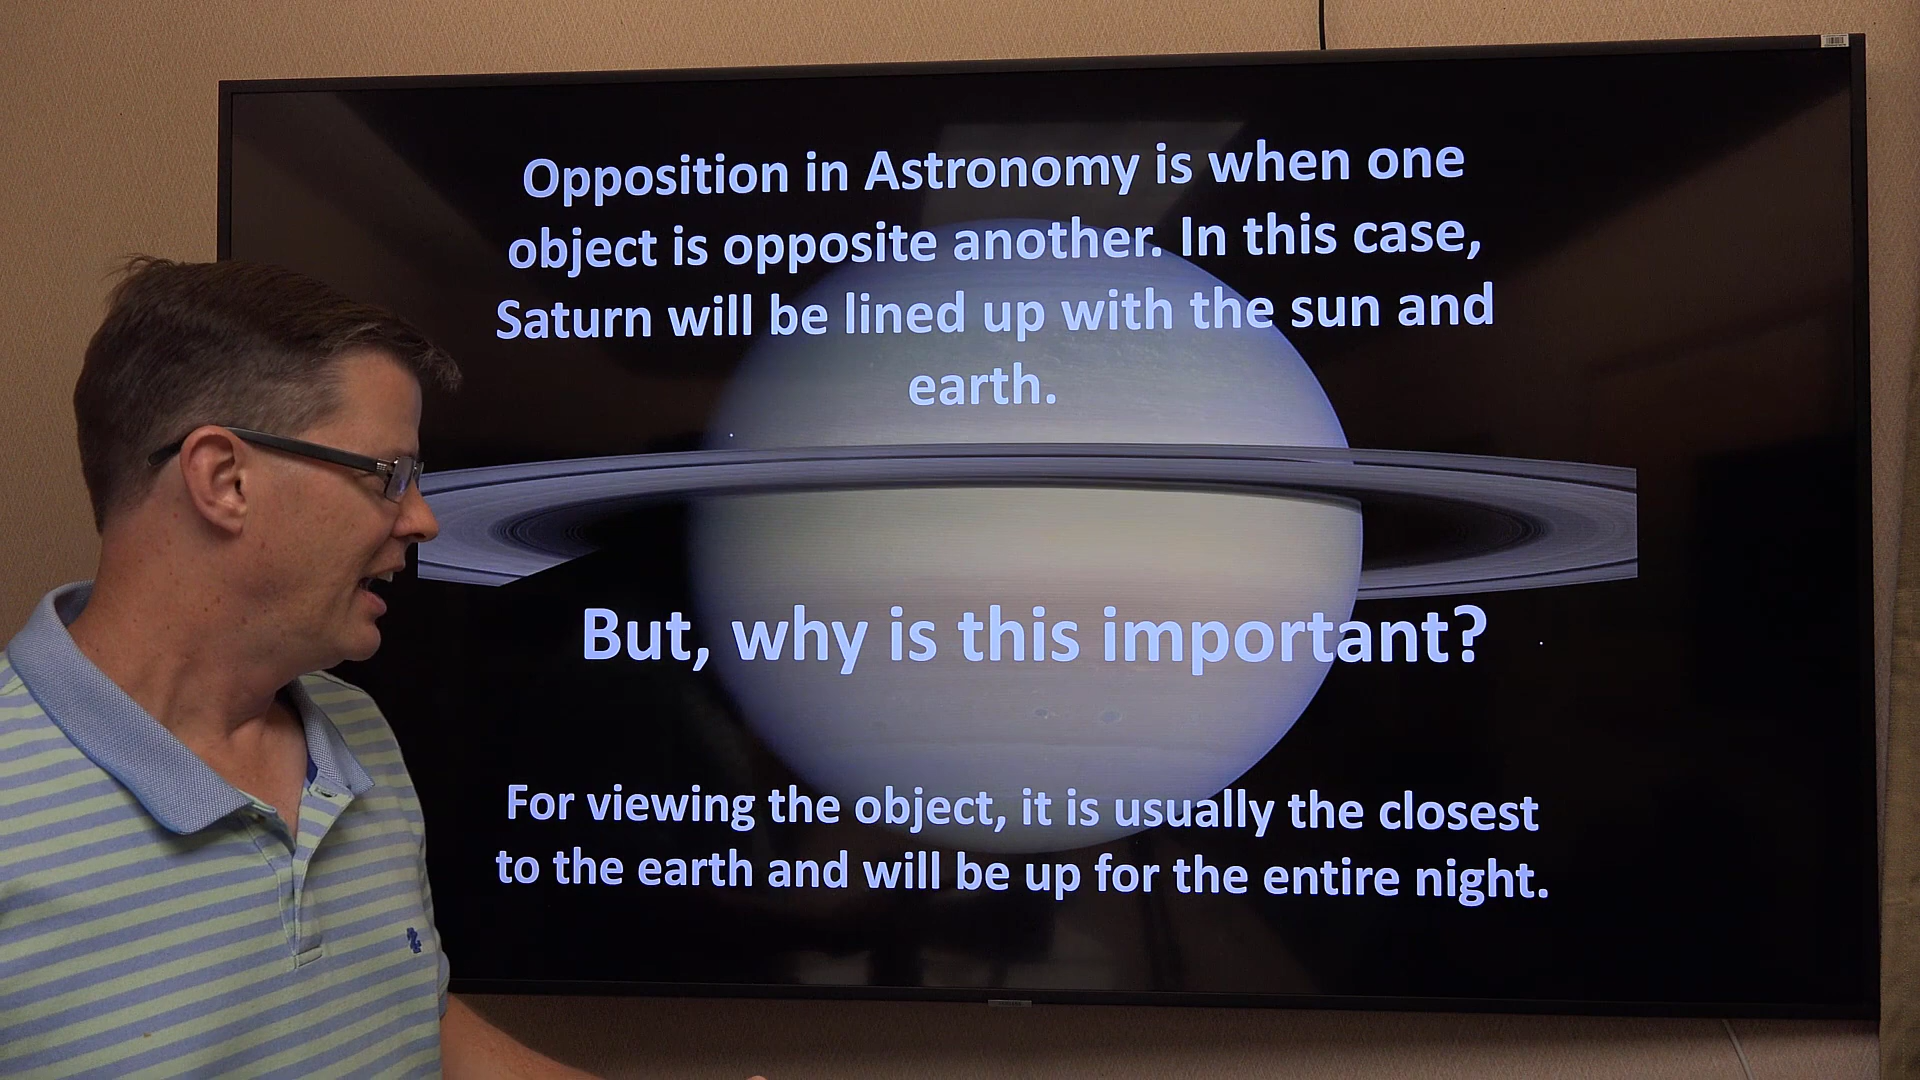 Opposition in Astronomy is when one
object is opposite another. In this case,
Saturn will be lined up with the sun and
earth.
But, why is this important?
For viewing the object, it is usually the closest
to the earth and will be up for the entire night.